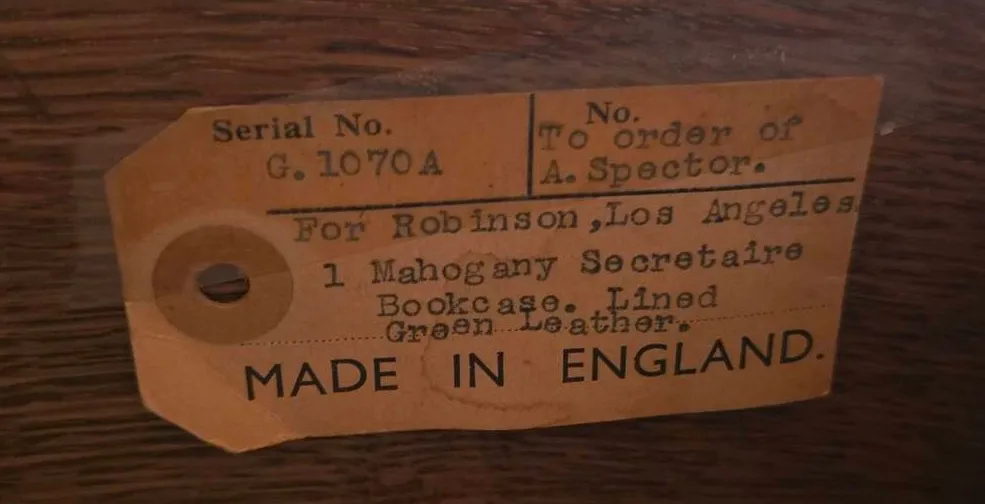 Serial No.
G.1070A
No.
To order of
A.Spector.
For Robinson,Los Angeles.
1 Mahogany Secretaire
Bookcase. Lined
Green Leather.
MADE IN ENGLAND.